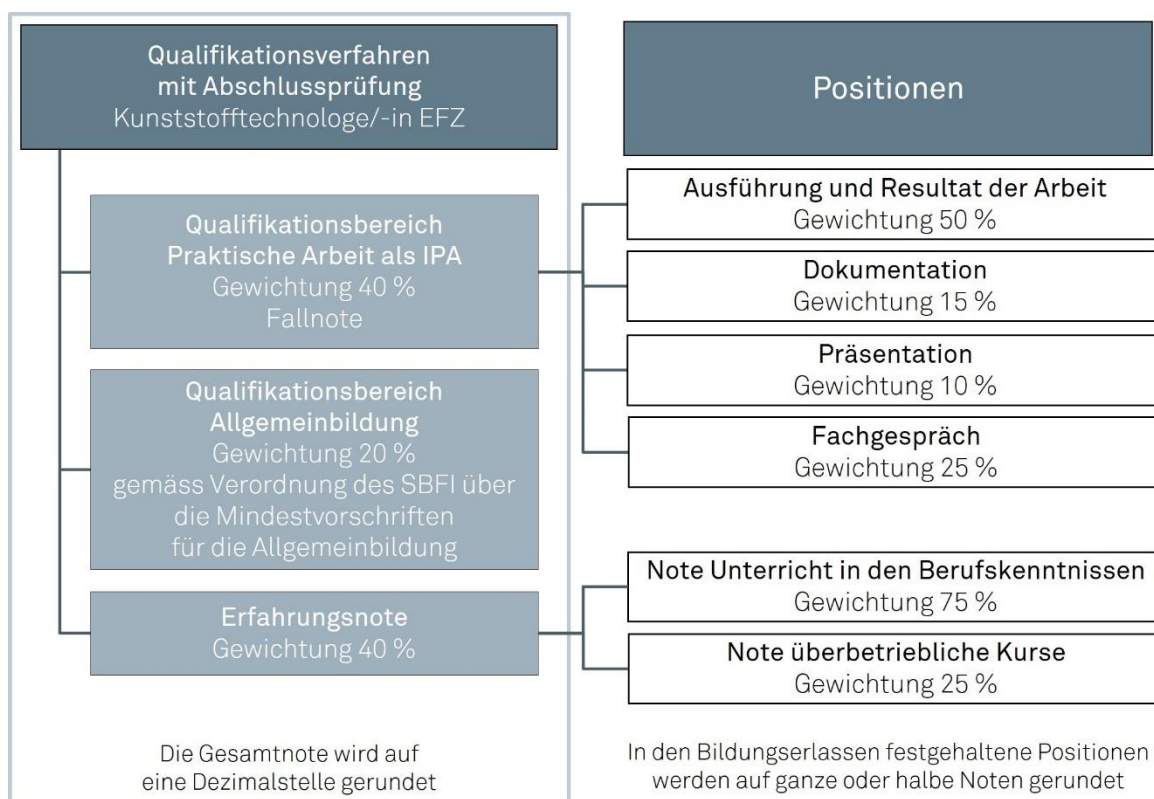 Qualifikationsverfahren
mit Abschlussprüfung
Kunststofftechnologe/-in EFZ
Qualifikationsbereich
Praktische Arbeit als IPA
Gewichtung 40 %
Fallnote
Qualifikationsbereich
Allgemeinbildung
Gewichtung 20 %
gemäss Verordnung des SBFI über
die Mindestvorschriften
für die Allgemeinbildung
Erfahrungsnote
Gewichtung 40 %
Die Gesamtnote wird auf
eine Dezimalstelle gerundet
Positionen
Ausführung und Resultat der Arbeit
Gewichtung 50 %
Dokumentation
Gewichtung 15 %
Präsentation
Gewichtung 10 %
Fachgespräch
Gewichtung 25 %
Note Unterricht in den Berufskenntnissen
Gewichtung 75 %
Note überbetriebliche Kurse
Gewichtung 25 %
In den Bildungserlassen festgehaltene Positionen
werden auf ganze oder halbe Noten gerundet